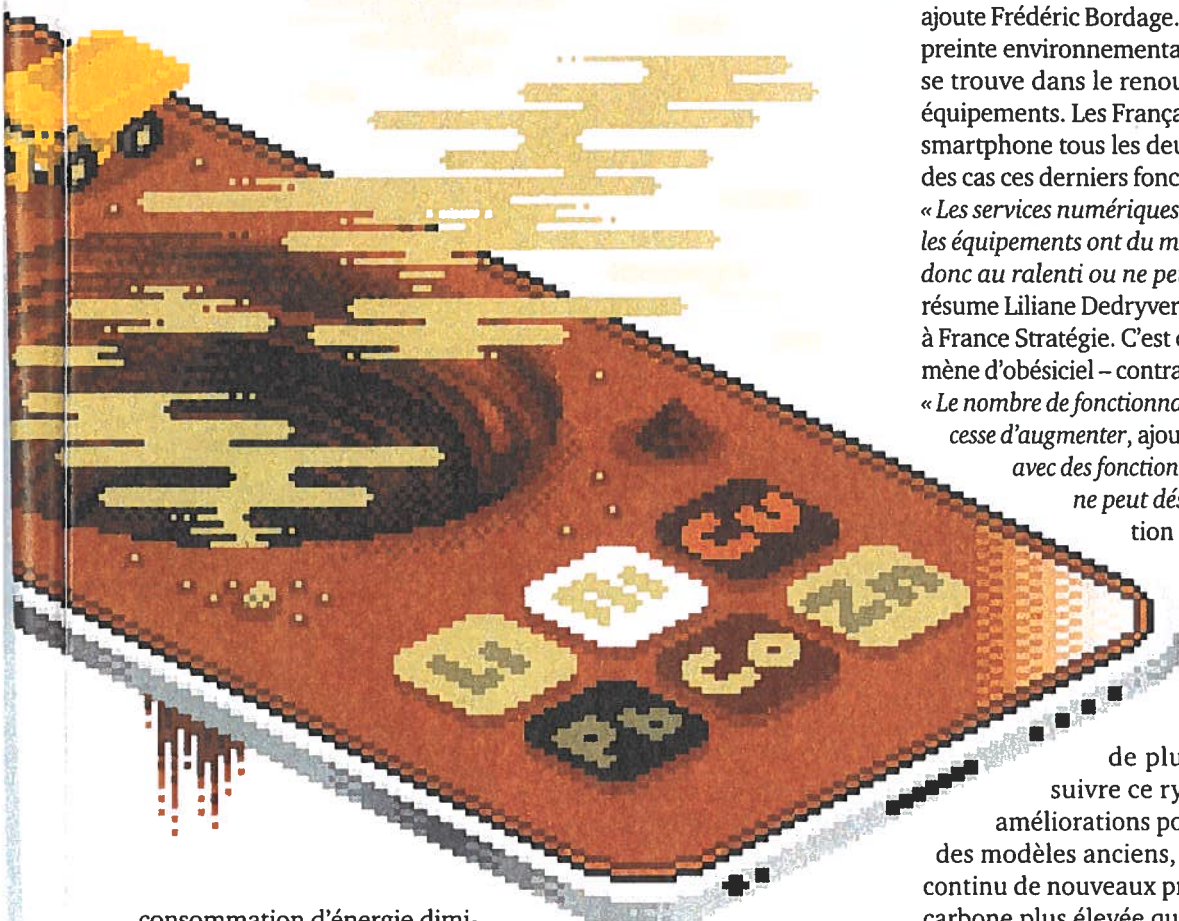 ajoute Frédéric Bordage.
preinte environnementa
se trouve dans le renou
équipements. Les França
smartphone tous les deu
des cas ces derniers fonc
« Les services numériques
les équipements ont du m
donc au ralenti ou ne peu
résume Liliane Dedryver
à France Stratégie. C'est c
mène d'obésiciel – contra
« Le nombre de fonctionna
cesse d'augmenter, ajou
avec des fonction
ne peut dés
tion
Cu
Zn
Co
Li
Pb
de plu
suivre ce ry
améliorations po
des modèles anciens,
continu de nouveaux pr
carbone plus élevée qu
consommation d'énergie dimi-